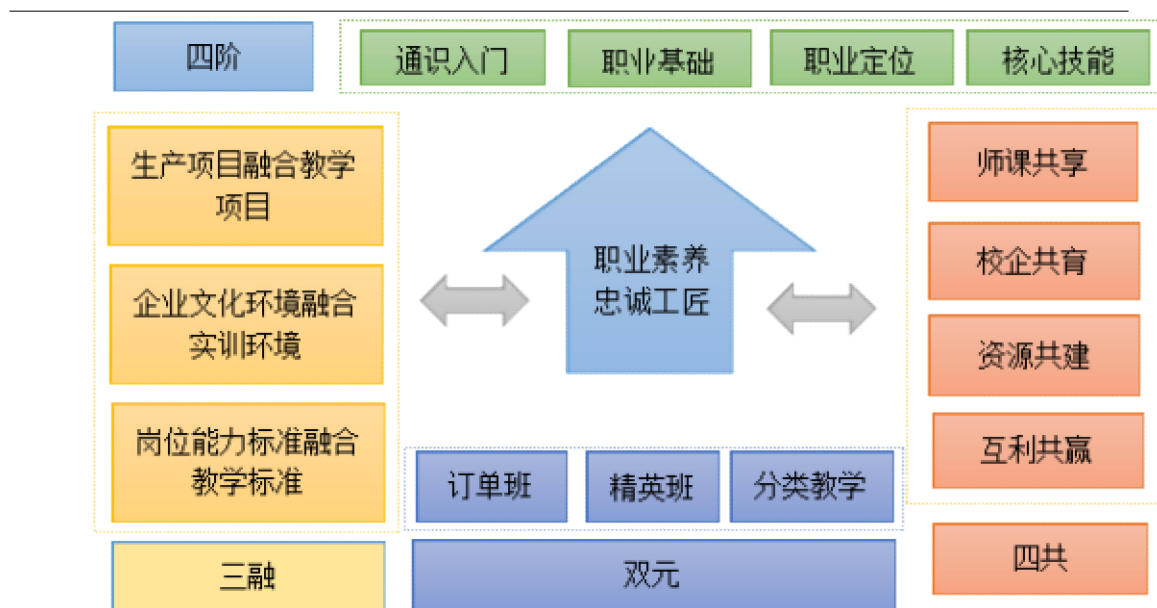 四阶
通识入门
职业基础
职业定位
核心技能
生产项目融合教学
项目
企业文化环境融合
实训环境
岗位能力标准融合
教学标准
三融
职业素养
忠诚工匠
订单班
精英班
分类教学
双元
师课共享
校企共育
资源共建
互利共赢
四共